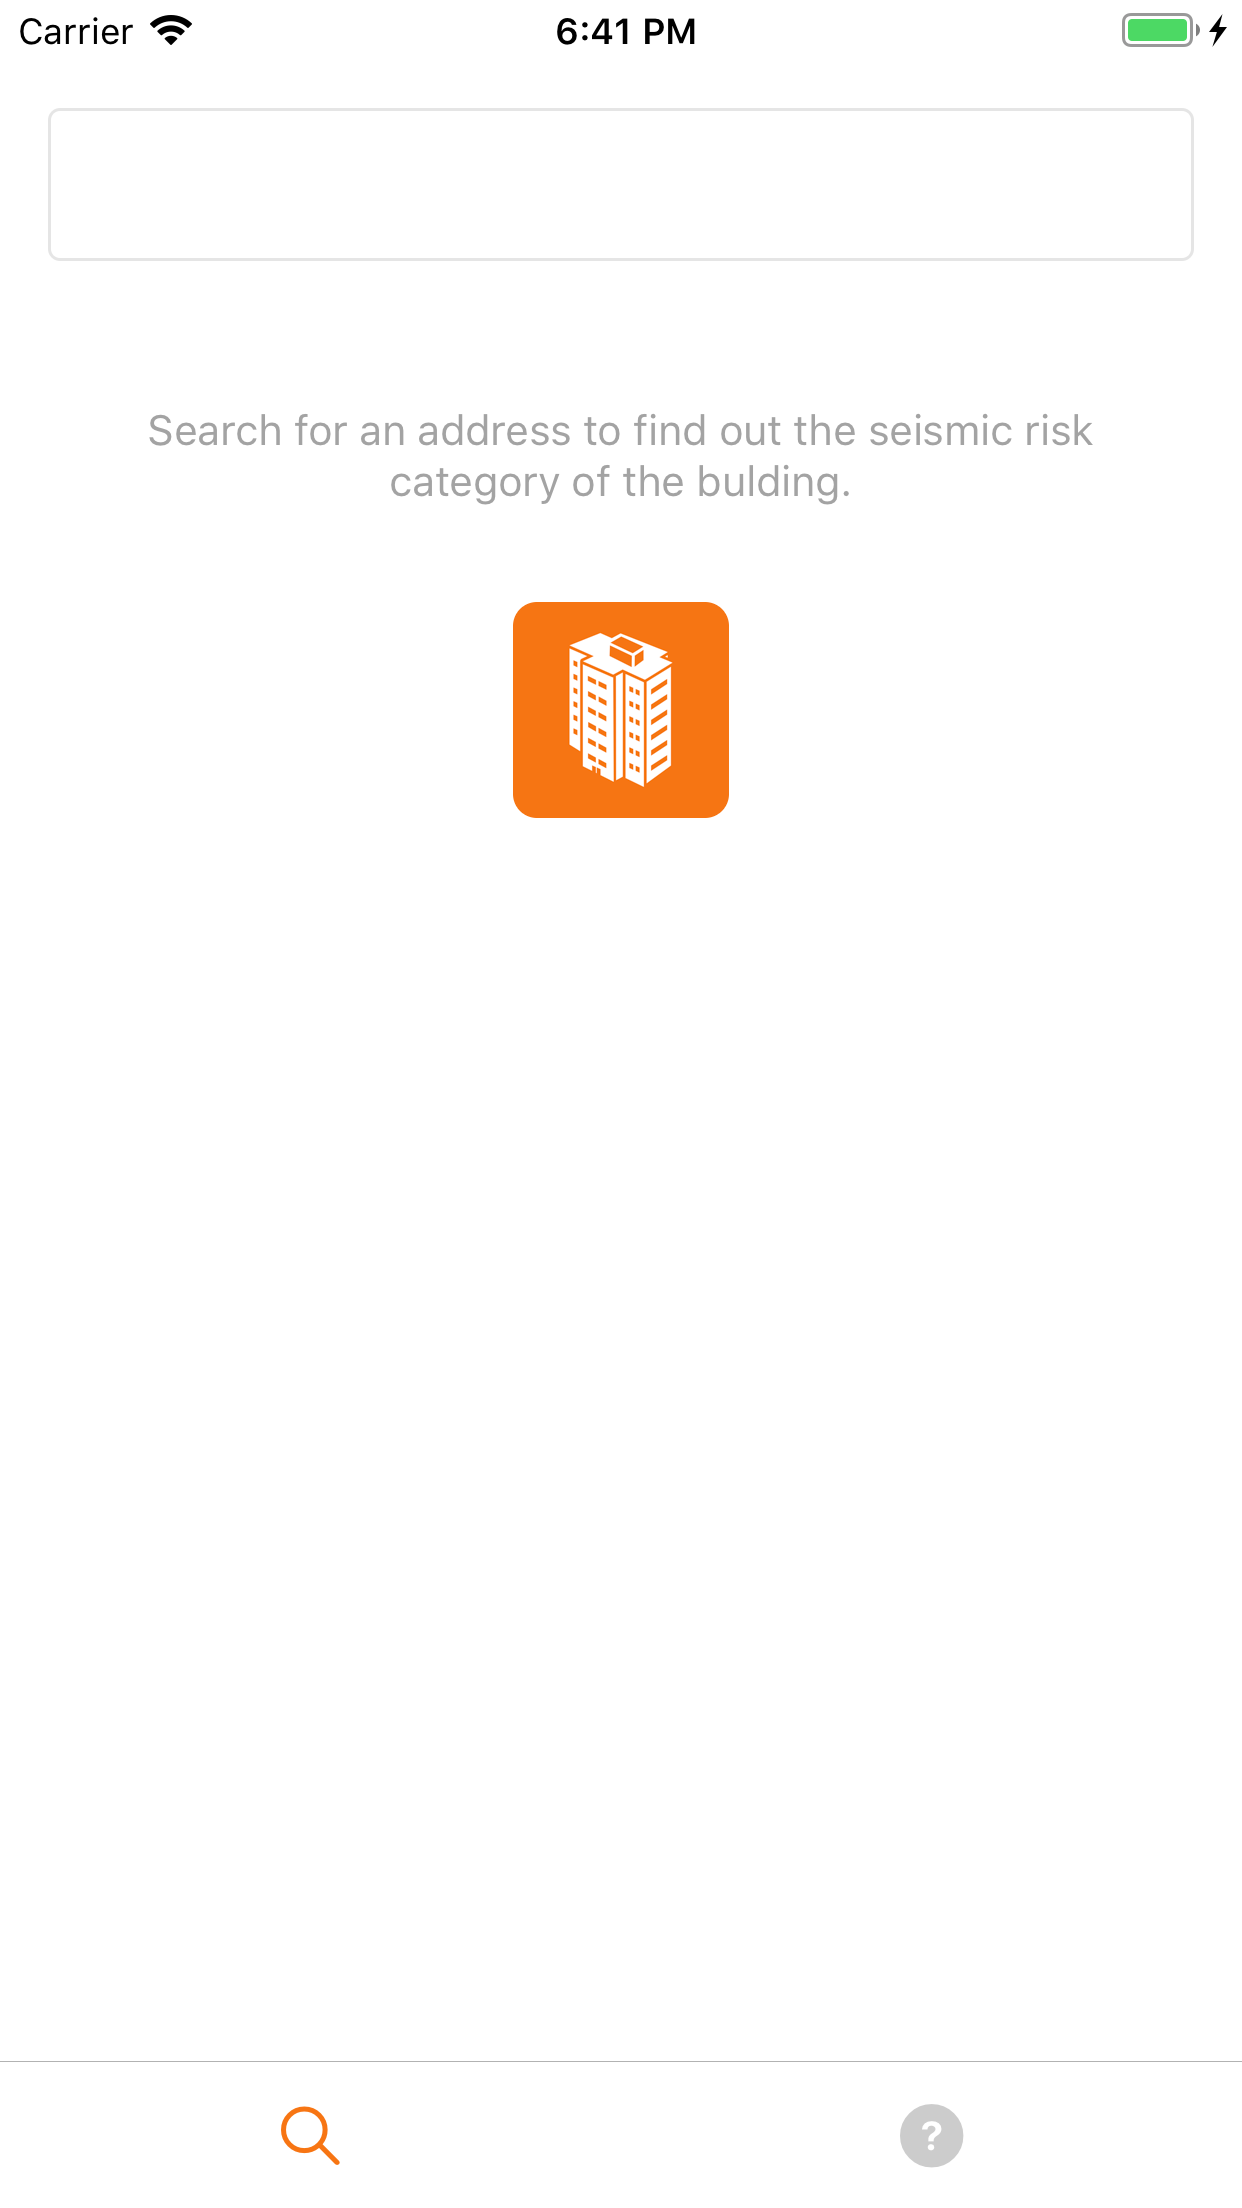 Carrier 6:41 PM
Search for an address to find out the seismic risk
category of the bulding.
?